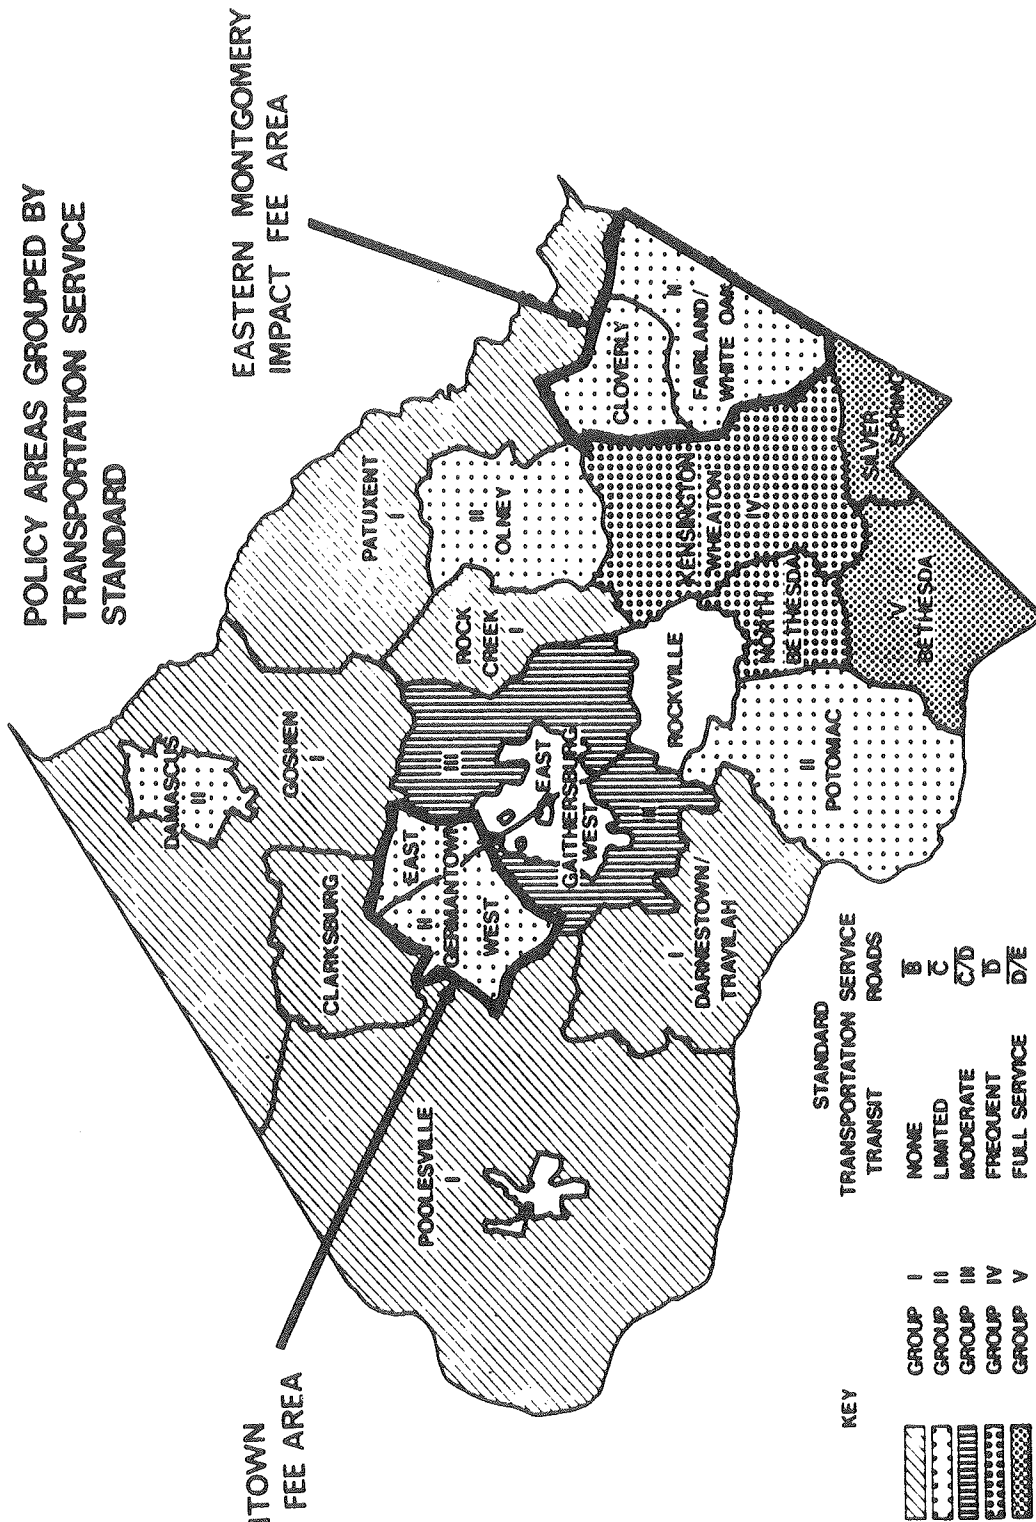 POLICY AREAS GROUPED BY
TRANSPORTATION SERVICE
STANDARD
EASTERN MONTGOMERY
IMPACT FEE AREA
FEE AREA
DAMASCUS
II
GOSHEN
I
PATUXENT
I
CLARKSBURG
II
OLNEY
ROCK
CREEK
I
CLOVERLY
II
FAIRLAND/
WHITE OAK
EAST
II
GERMANTOWN
WEST
III
EAST
GAITHERSBURG
WEST
III
ROCKVILLE
KENSINGTON
WHEATON
IV
NORTH
BETHESDA
SILVER
SPRING
V
BETHESDA
POOLESVILLE
I
I
DARNESTOWN/
TRAVILAH
II
POTOMAC
KEY
STANDARD
TRANSPORTATION SERVICE
TRANSIT ROADS
GROUP I NONE B
GROUP II LIMITED C
GROUP III MODERATE C/D
GROUP IV FREQUENT D
GROUP V FULL SERVICE D/E